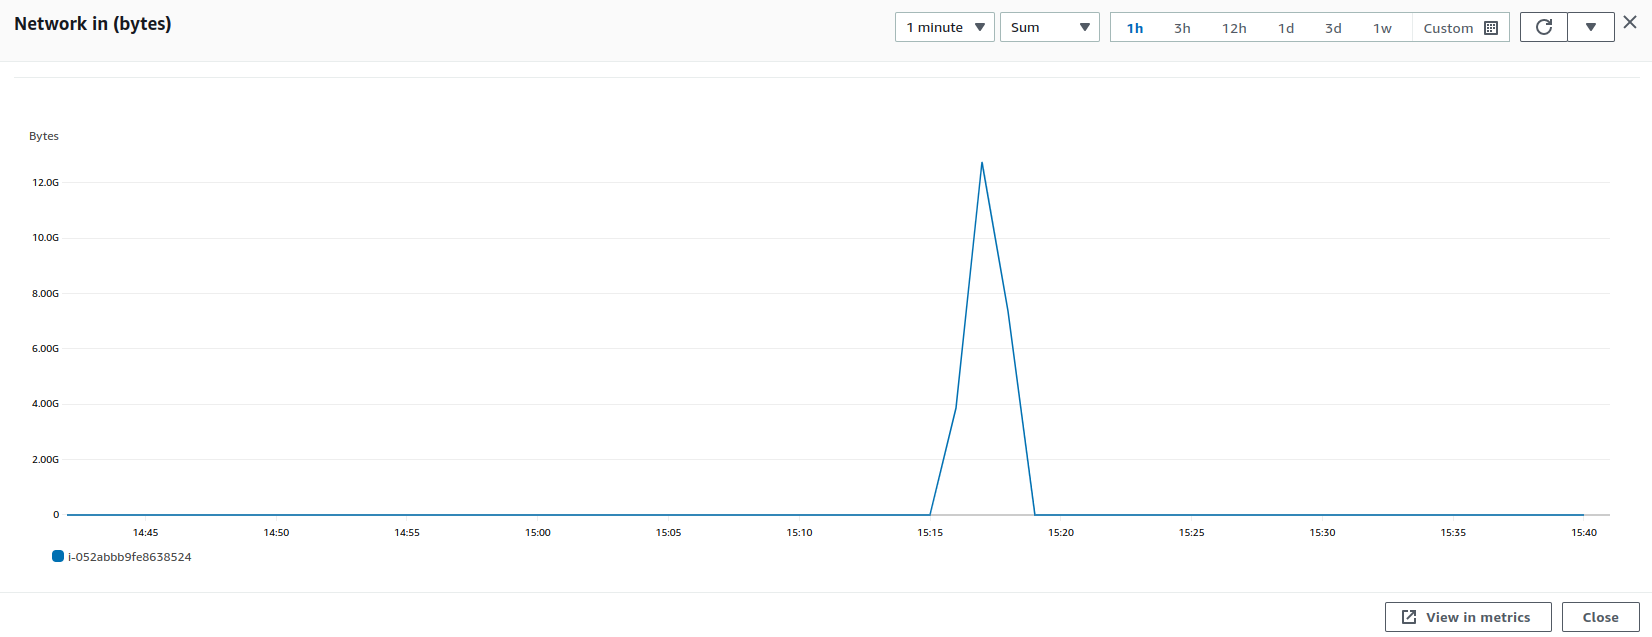 Network in (bytes)
1 minute
Sum
1h
3h
12h
1d
3d
1w
Custom
Bytes
12.0G
10.0G
8.00G
6.00G
4.00G
2.00G
0
14:45
14:50
14:55
15:00
15:05
15:10
15:15
15:20
15:25
15:30
15:35
15:40
i-052abbb9fe8638524
View in metrics
Close